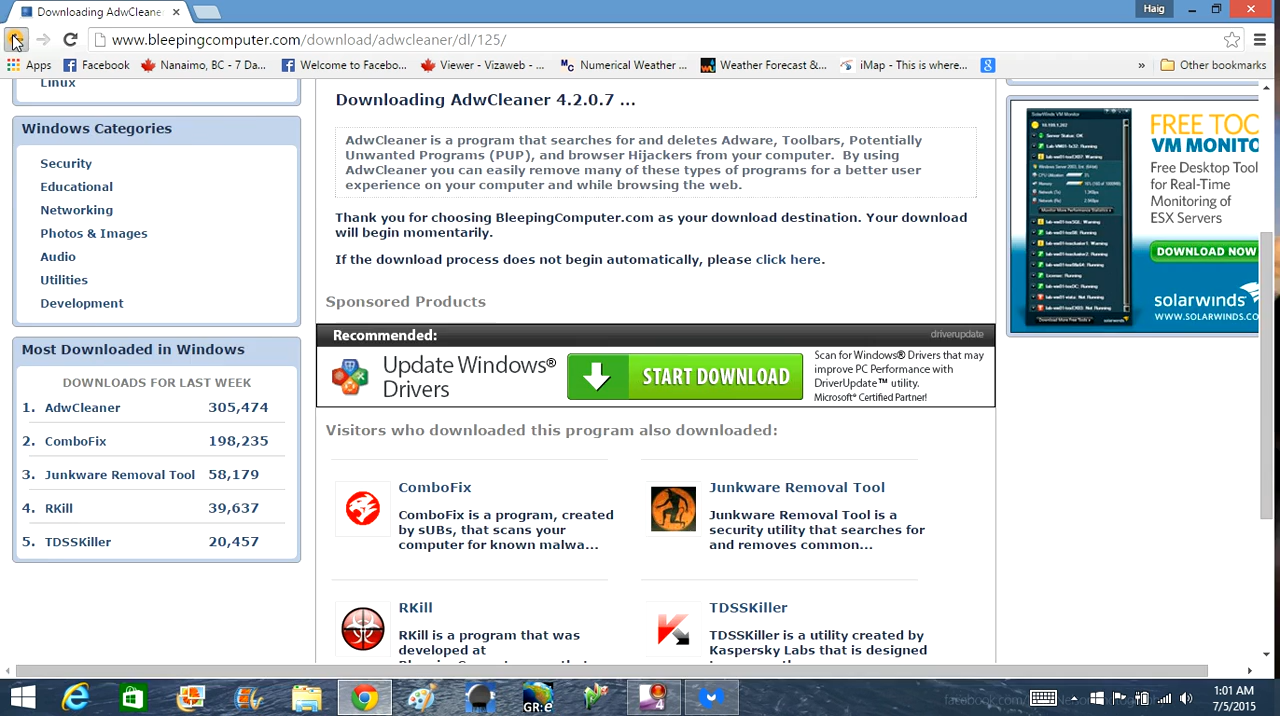 Downloading AdwCleaner
Haig
www.bleepingcomputer.com/download/adwcleaner/dl/125/
Apps
Facebook
Nanaimo, BC - 7 Da...
Welcome to Facebo...
Viewer - Vizaweb - ...
Numerical Weather ...
Weather Forecast & ...
iMap - This is where...
»
Other bookmarks
Linux
Windows Categories
Security
Educational
Networking
Photos & Images
Audio
Utilities
Development
Most Downloaded in Windows
DOWNLOADS FOR LAST WEEK
1. AdwCleaner 305,474
2. ComboFix 198,235
3. Junkware Removal Tool 58,179
4. RKill 39,637
5. TDSSKiller 20,457
Downloading AdwCleaner 4.2.0.7 ...
AdwCleaner is a program that searches for and deletes Adware, Toolbars, Potentially
Unwanted Programs (PUP), and browser Hijackers from your computer. By using
AdwCleaner you can easily remove many of these types of programs for a better user
experience on your computer and while browsing the web.
Thank you for choosing BleepingComputer.com as your download destination. Your download
will begin momentarily.
If the download process does not begin automatically, please click here.
Sponsored Products
Recommended:
driverupdate
Update Windows®
Drivers
START DOWNLOAD
Scan for Windows® Drivers that may
improve PC Performance with
DriverUpdate™ utility.
Microsoft® Certified Partner!
Visitors who downloaded this program also downloaded:
ComboFix
ComboFix is a program, created
by sUBs, that scans your
computer for known malwa...
Junkware Removal Tool
Junkware Removal Tool is a
security utility that searches for
and removes common...
RKill
RKill is a program that was
developed at
TDSSKiller
TDSSKiller is a utility created by
Kaspersky Labs that is designed
FREE TOO
VM MONITO
Free Desktop Tool
for Real-Time
Monitoring of
ESX Servers
DOWNLOAD NOW
solarwinds
WWW.SOLARWINDS.CO
SolarWinds VM Monitor
GR:e
4
1:01 AM
7/5/2015